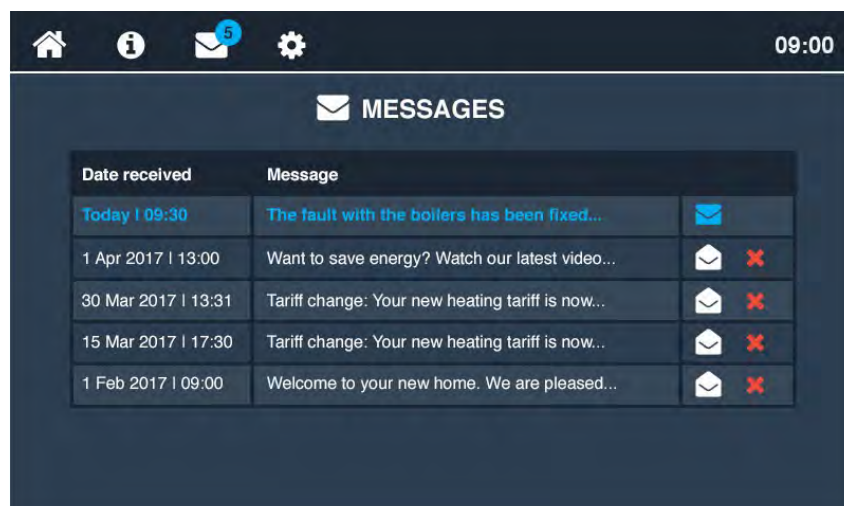 5
09:00
MESSAGES
Date received Message
Today | 09:30 The fault with the boilers has been fixed...
1 Apr 2017 | 13:00 Want to save energy? Watch our latest video...
30 Mar 2017 | 13:31 Tariff change: Your new heating tariff is now...
15 Mar 2017 | 17:30 Tariff change: Your new heating tariff is now...
1 Feb 2017 | 09:00 Welcome to your new home. We are pleased...